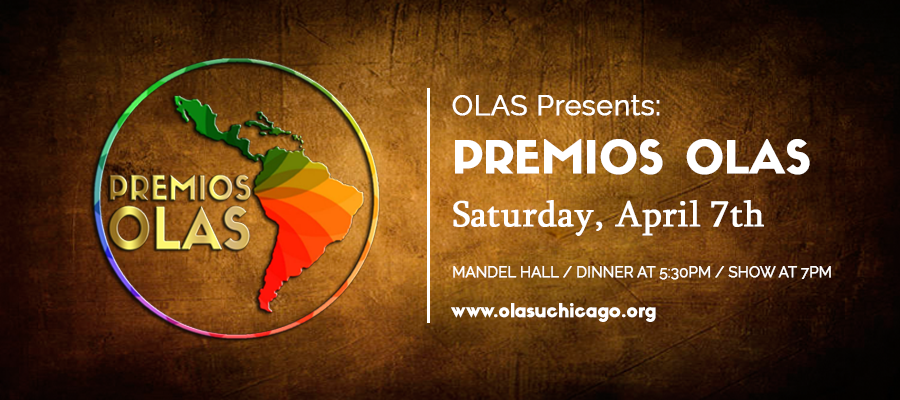 PREMIOS
OLAS
OLAS Presents:
PREMIOS OLAS
Saturday, April 7th
MANDEL HALL / DINNER AT 5:30PM / SHOW AT 7PM
www.olasuchicago.org